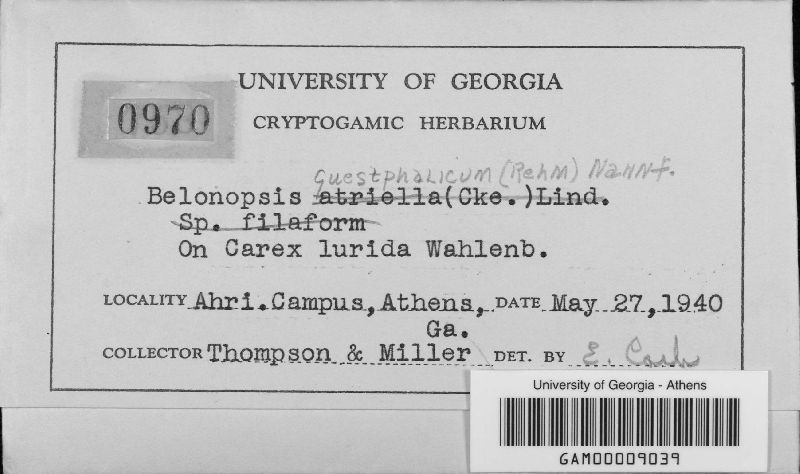 UNIVERSITY OF GEORGIA
0970
CRYPTOGAMIC HERBARIUM
Guestphalicum (Rehm) Nannf.
Belonopsis atriella(Cke.)Lind.
Sp. filaform
On Carex lurida Wahlenb.
LOCALITY Ahri.Campus,Athens, DATE May 27,1940
Ga.
COLLECTOR Thompson & Miller DET. BY E. Cash
University of Georgia - Athens
GAM00009039